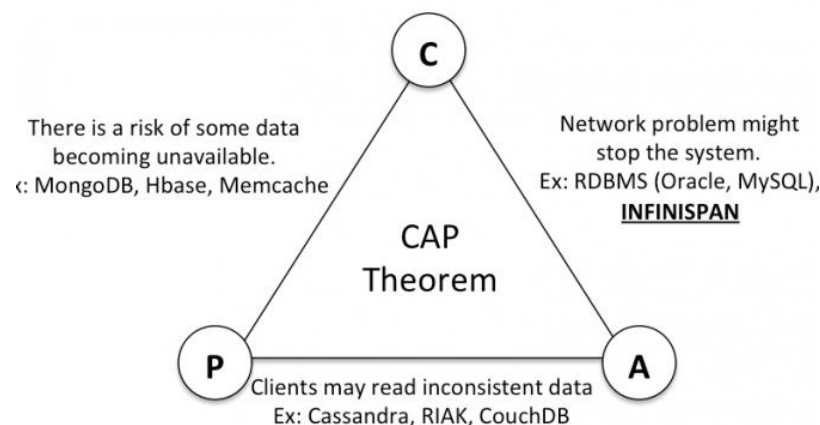 C
There is a risk of some data
becoming unavailable.
x: MongoDB, Hbase, Memcache
Network problem might
stop the system.
Ex: RDBMS (Oracle, MySQL),
INFINISPAN
CAP
Theorem
P
A
Clients may read inconsistent data
Ex: Cassandra, RIAK, CouchDB